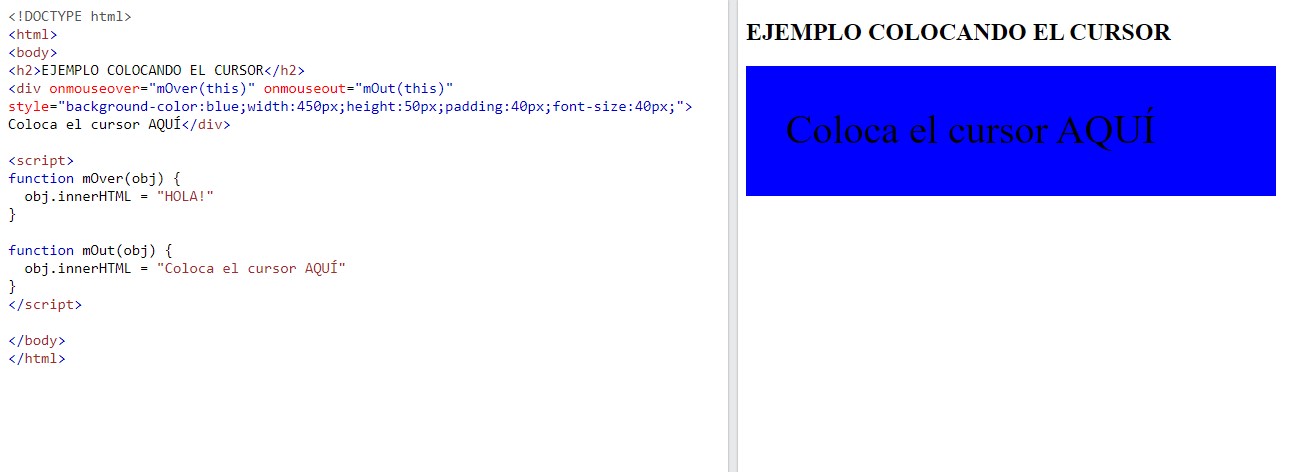 <!DOCTYPE html>
<html>
<body>
<h2>EJEMPLO COLOCANDO EL CURSOR</h2>
<div onmouseover="mOver(this)" onmouseout="mOut(this)"
style="background-color:blue;width:450px;height:50px;padding:40px;font-size:40px;">
Coloca el cursor AQUÍ</div>
<script>
function mOver(obj) {
  obj.innerHTML = "HOLA!"
}
function mOut(obj) {
  obj.innerHTML = "Coloca el cursor AQUÍ"
}
</script>
</body>
</html>
EJEMPLO COLOCANDO EL CURSOR
Coloca el cursor AQUÍ